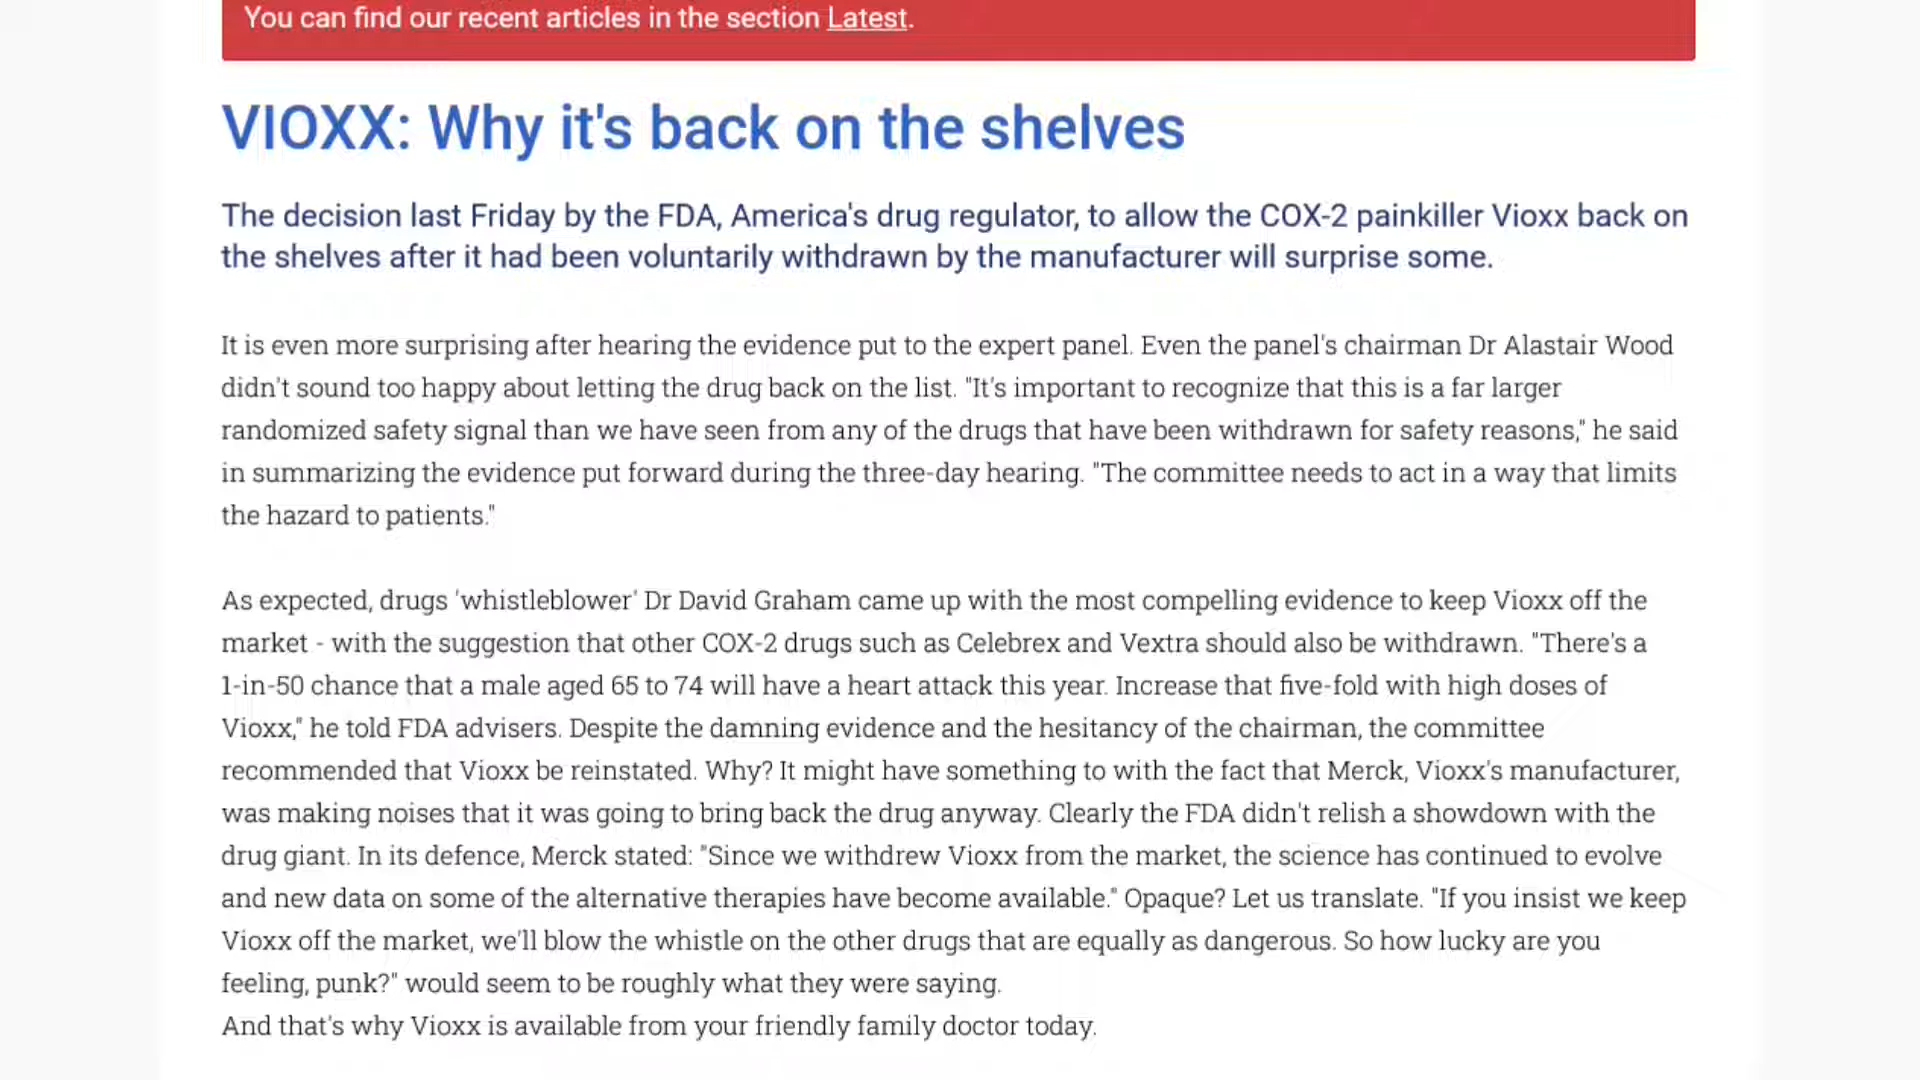 You can find our recent articles in the section Latest.
VIOXX: Why it's back on the shelves
The decision last Friday by the FDA, America's drug regulator, to allow the COX-2 painkiller Vioxx back on
the shelves after it had been voluntarily withdrawn by the manufacturer will surprise some.
It is even more surprising after hearing the evidence put to the expert panel. Even the panel's chairman Dr Alastair Wood
didn't sound too happy about letting the drug back on the list. "It's important to recognize that this is a far larger
randomized safety signal than we have seen from any of the drugs that have been withdrawn for safety reasons," he said
in summarizing the evidence put forward during the three-day hearing. "The committee needs to act in a way that limits
the hazard to patients."
As expected, drugs 'whistleblower' Dr David Graham came up with the most compelling evidence to keep Vioxx off the
market - with the suggestion that other COX-2 drugs such as Celebrex and Vextra should also be withdrawn. "There's a
1-in-50 chance that a male aged 65 to 74 will have a heart attack this year. Increase that five-fold with high doses of
Vioxx," he told FDA advisers. Despite the damning evidence and the hesitancy of the chairman, the committee
recommended that Vioxx be reinstated. Why? It might have something to with the fact that Merck, Vioxx's manufacturer,
was making noises that it was going to bring back the drug anyway. Clearly the FDA didn't relish a showdown with the
drug giant. In its defence, Merck stated: "Since we withdrew Vioxx from the market, the science has continued to evolve
and new data on some of the alternative therapies have become available." Opaque? Let us translate. "If you insist we keep
Vioxx off the market, we'll blow the whistle on the other drugs that are equally as dangerous. So how lucky are you
feeling, punk?" would seem to be roughly what they were saying.
And that's why Vioxx is available from your friendly family doctor today.